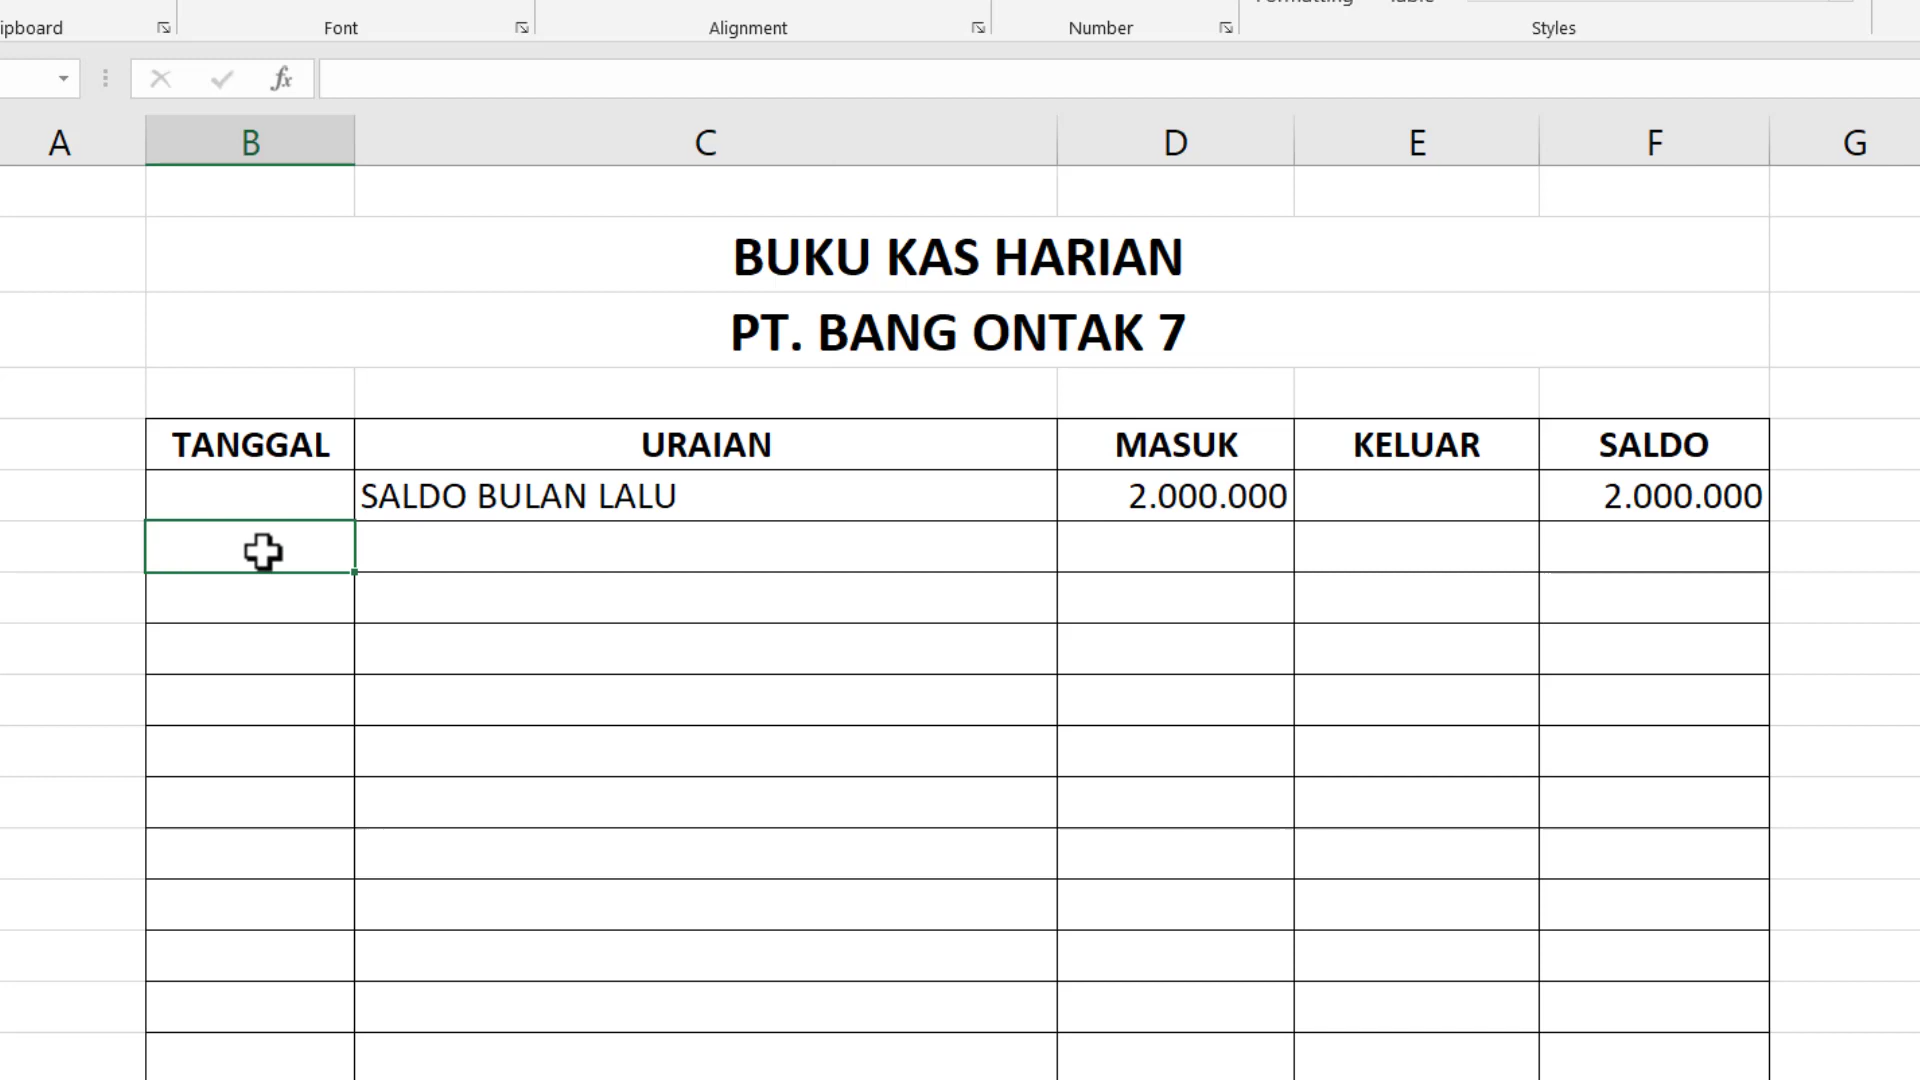 ipboard Font Alignment Number Styles
fx
A B C D E F G
BUKU KAS HARIAN
PT. BANG ONTAK 7
TANGGAL URAIAN MASUK KELUAR SALDO
SALDO BULAN LALU 2.000.000 2.000.000